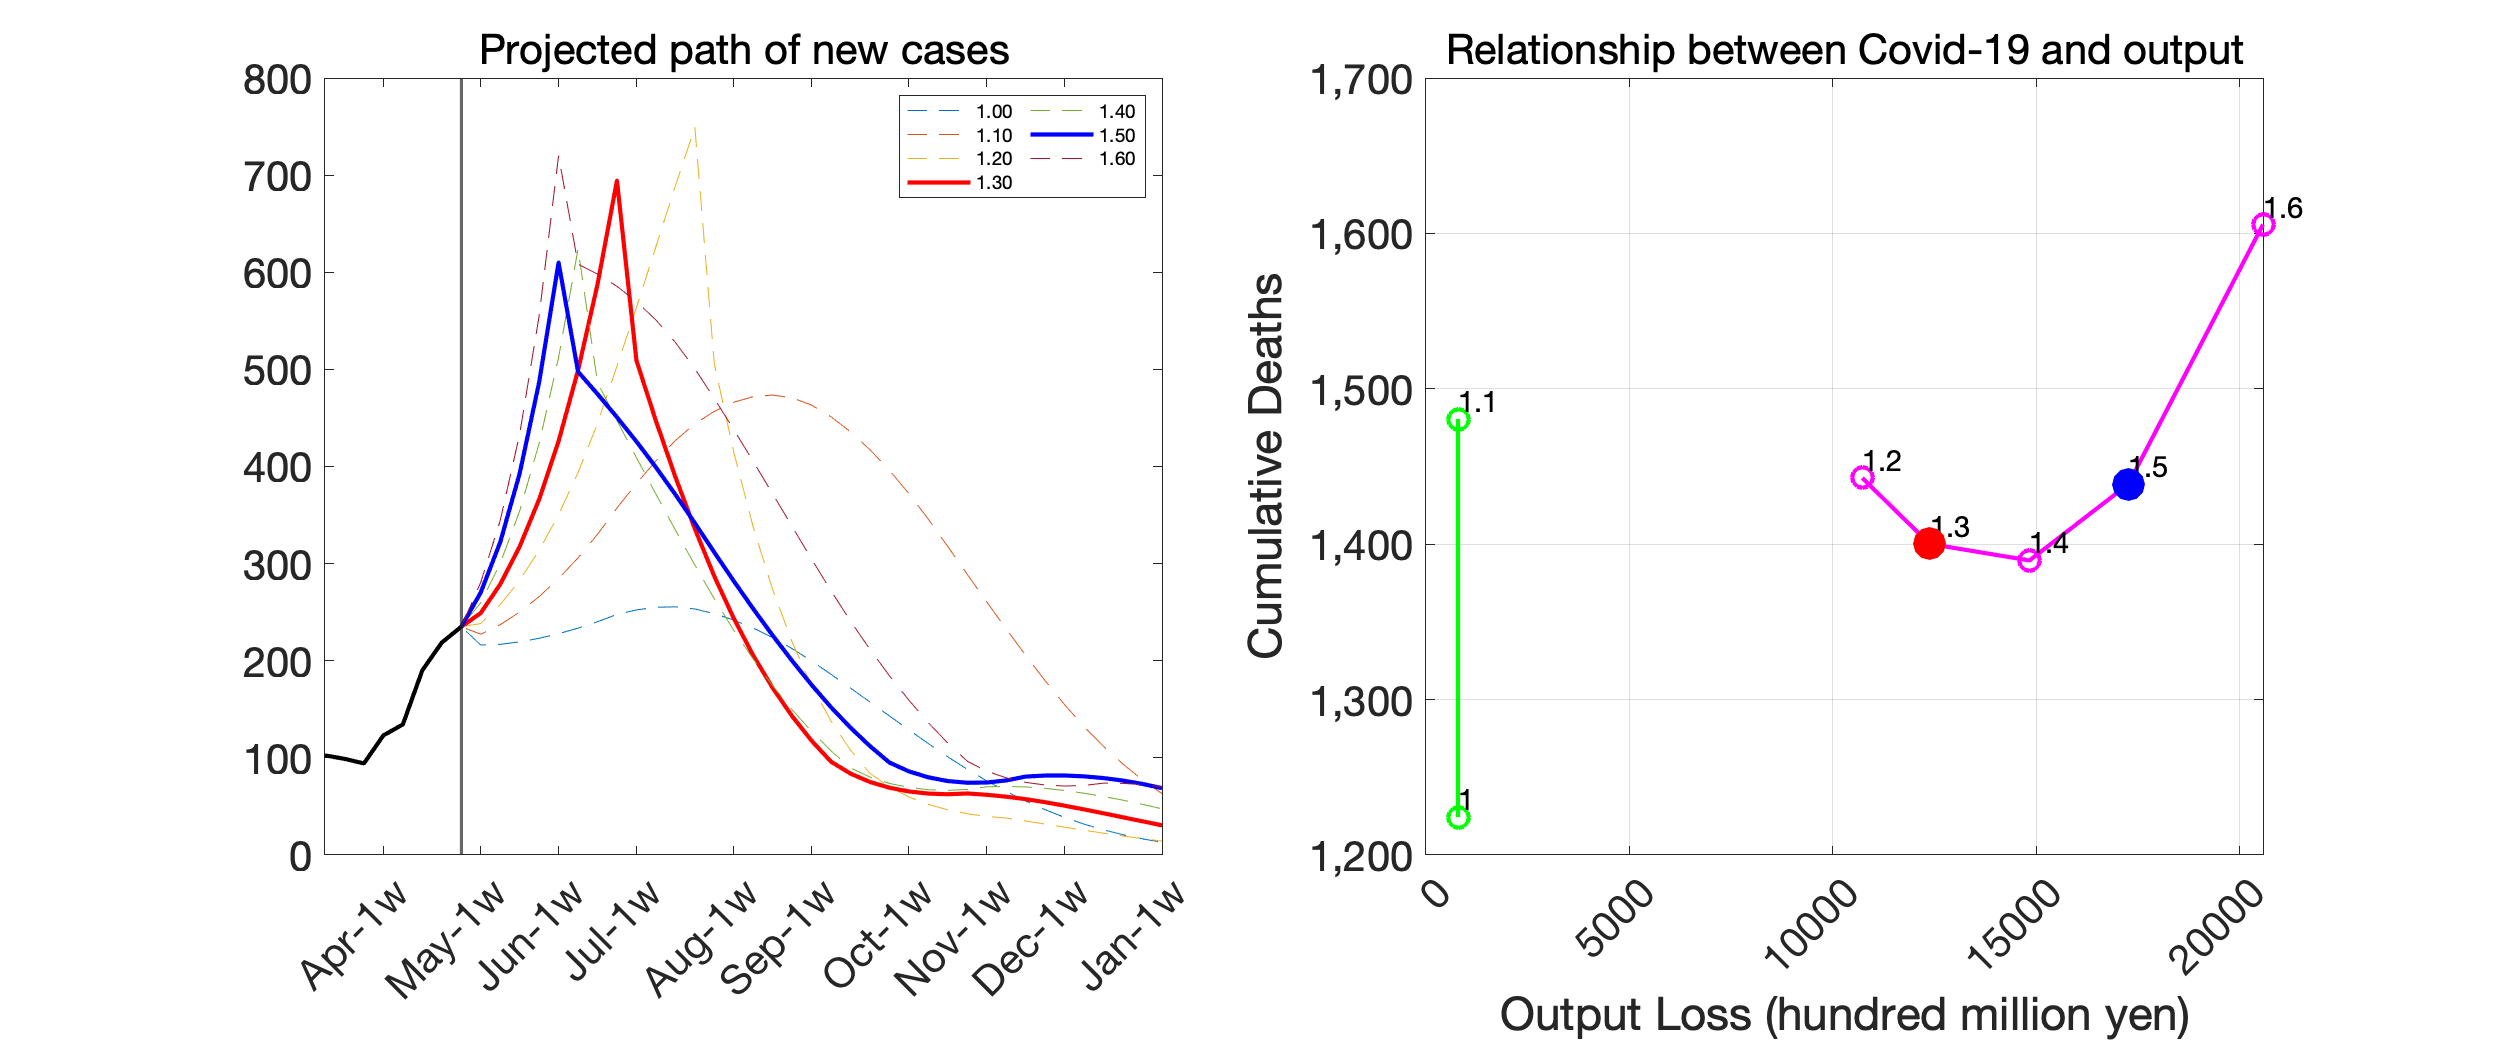 Projected path of new cases
800
700
600
500
400
300
200
100
0
1.00
1.10
1.20
1.30
1.40
1.50
1.60
Apr-1w
May-1w
Jun-1w
Jul-1w
Aug-1w
Sep-1w
Oct-1w
Nov-1w
Dec-1w
Jan-1w
Relationship between Covid-19 and output
Cumulative Deaths
1,700
1,600
1,500
1,400
1,300
1,200
1.6
1.1
1.2
1.5
1.3
1.4
1
0
5000
10000
15000
20000
Output Loss (hundred million yen)